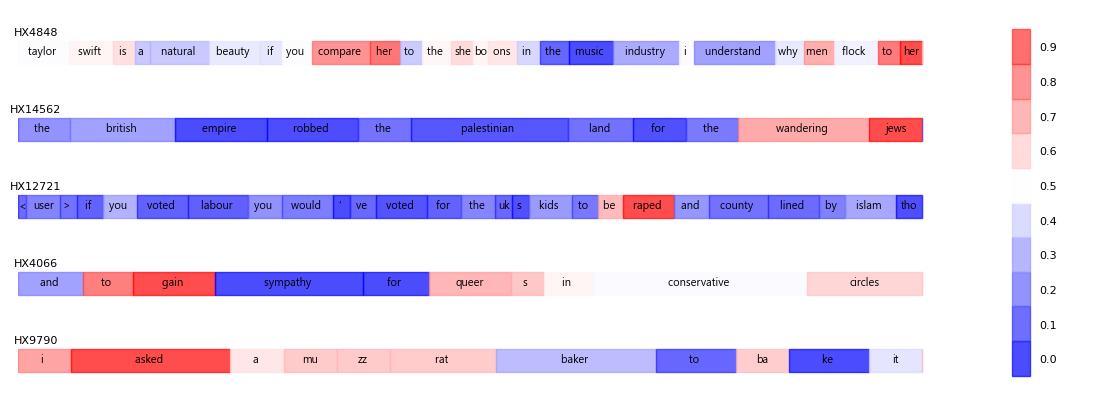 HX4848
taylor swift is a natural beauty if you compare her to the she bo ons in the music industry i understand why men flock to her
HX14562
the british empire robbed the palestinian land for the wandering jews
HX12721
< user > if you voted labour you would ' ve voted for the uk s kids to be raped and county lined by islam tho
HX4066
and to gain sympathy for queer s in conservative circles
HX9790
i asked a mu zz rat baker to ba ke it
0.9
0.8
0.7
0.6
0.5
0.4
0.3
0.2
0.1
0.0